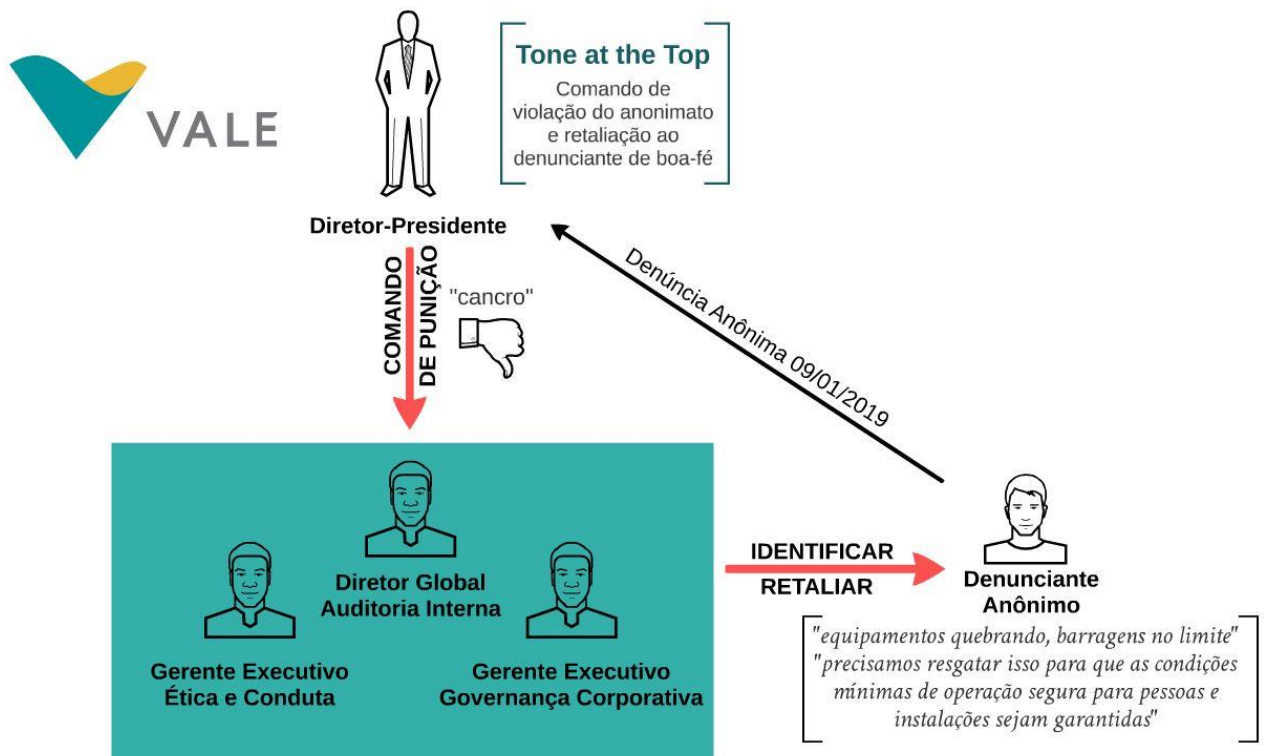 VALE
Tone at the Top
Comando de
violação do anonimato
e retaliação ao
denunciante de boa-fé
Diretor-Presidente
COMANDO
DE PUNIÇÃO
"cancro"
Denúncia Anônima 09/01/2019
Diretor Global
Auditoria Interna
Gerente Executivo
Ética e Conduta
Gerente Executivo
Governança Corporativa
IDENTIFICAR
RETALIAR
Denunciante
Anônimo
"equipamentos quebrando, barragens no limite"
"precisamos resgatar isso para que as condições
mínimas de operação segura para pessoas e
instalações sejam garantidas"